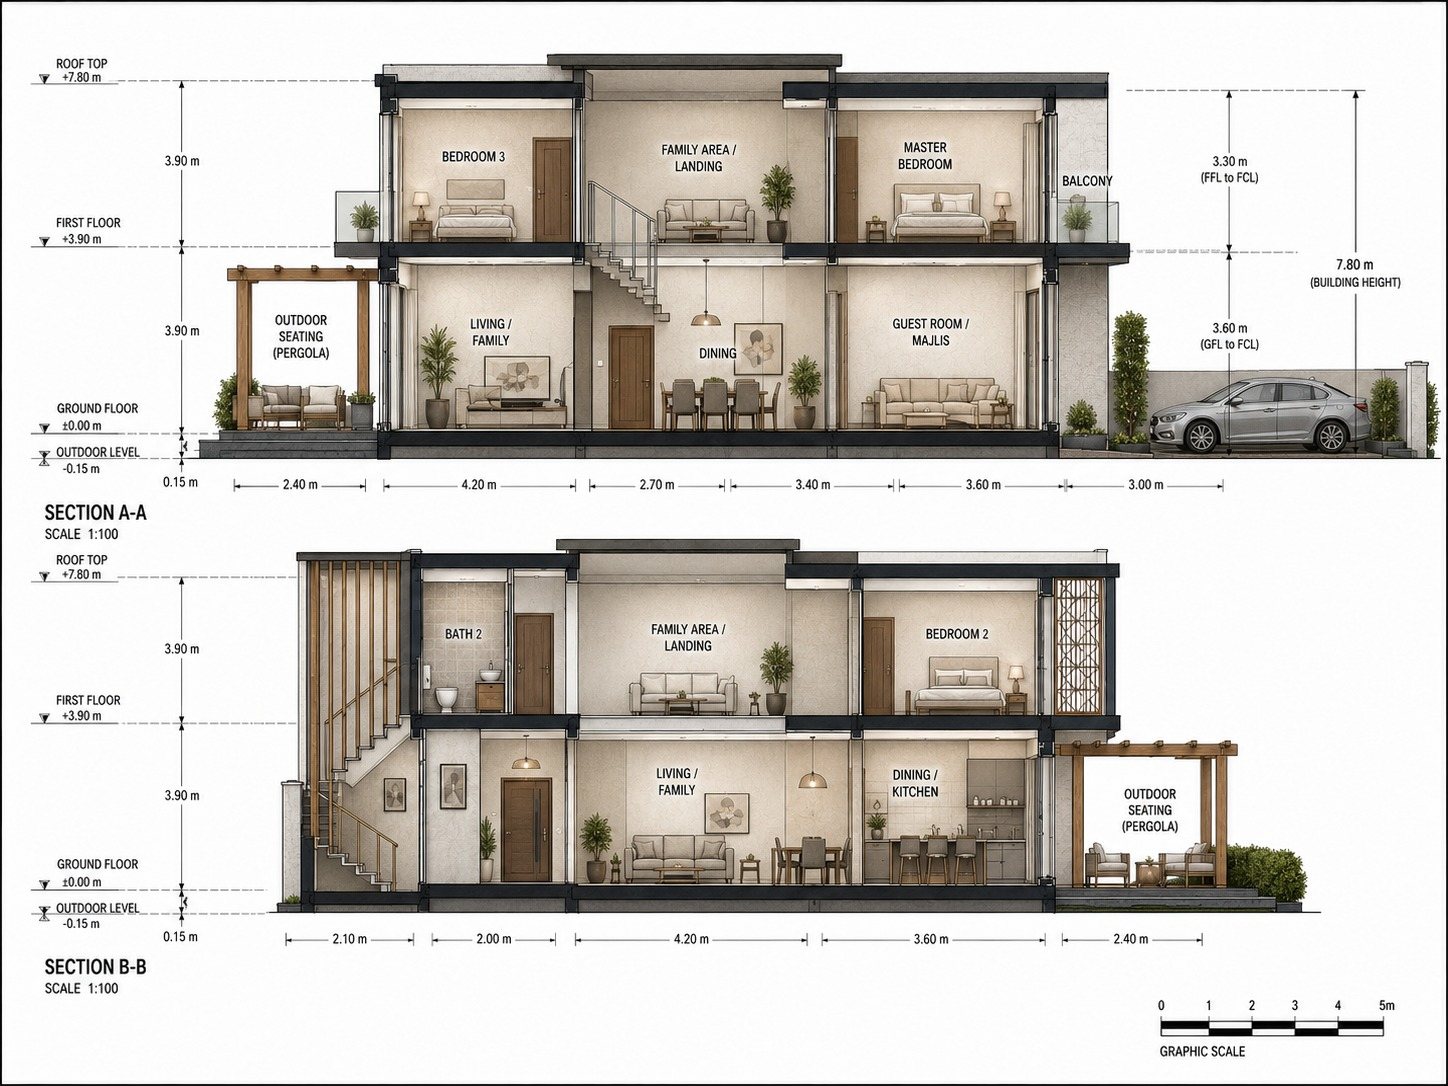 ROOF TOP
+7.80 m
3.90 m
FIRST FLOOR
+3.90 m
3.90 m
GROUND FLOOR
±0.00 m
OUTDOOR LEVEL
-0.15 m
0.15 m
BEDROOM 3
FAMILY AREA /
LANDING
MASTER
BEDROOM
BALCONY
OUTDOOR
SEATING
(PERGOLA)
LIVING /
FAMILY
DINING
GUEST ROOM /
MAJLIS
3.30 m
(FFL to FCL)
7.80 m
(BUILDING HEIGHT)
3.60 m
(GFL to FCL)
2.40 m
4.20 m
2.70 m
3.40 m
3.60 m
3.00 m
SECTION A-A
SCALE 1:100
ROOF TOP
+7.80 m
3.90 m
FIRST FLOOR
+3.90 m
3.90 m
GROUND FLOOR
±0.00 m
OUTDOOR LEVEL
-0.15 m
0.15 m
BATH 2
FAMILY AREA /
LANDING
BEDROOM 2
LIVING /
FAMILY
DINING /
KITCHEN
OUTDOOR
SEATING
(PERGOLA)
2.10 m
2.00 m
4.20 m
3.60 m
2.40 m
SECTION B-B
SCALE 1:100
0 1 2 3 4 5m
GRAPHIC SCALE